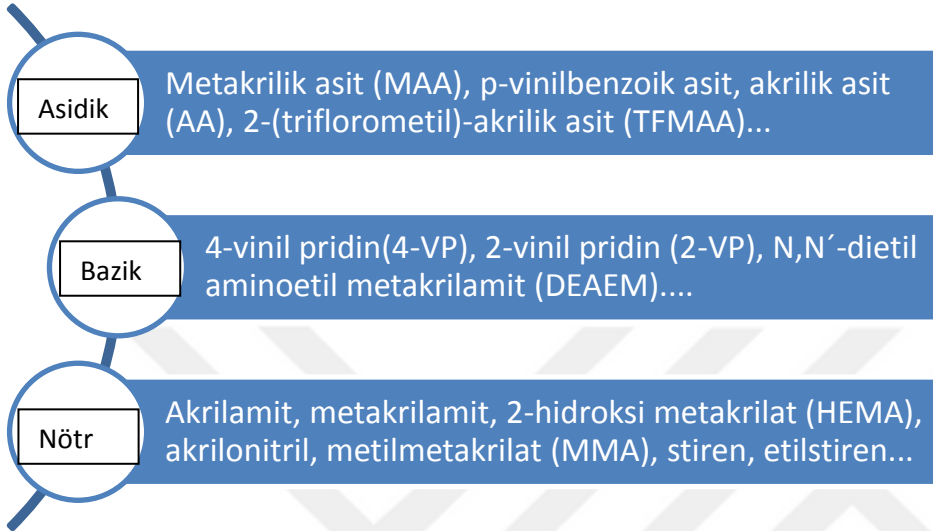 Asidik
Metakrilik asit (MAA), p-vinilbenzoik asit, akrilik asit
(AA), 2-(triflorometil)-akrilik asit (TFMAA)...
Bazik
4-vinil pridin(4-VP), 2-vinil pridin (2-VP), N,N´-dietil
aminoetil metakrilamit (DEAEM)....
Nötr
Akrilamit, metakrilamit, 2-hidroksi metakrilat (HEMA),
akrilonitril, metilmetakrilat (MMA), stiren, etilstiren...